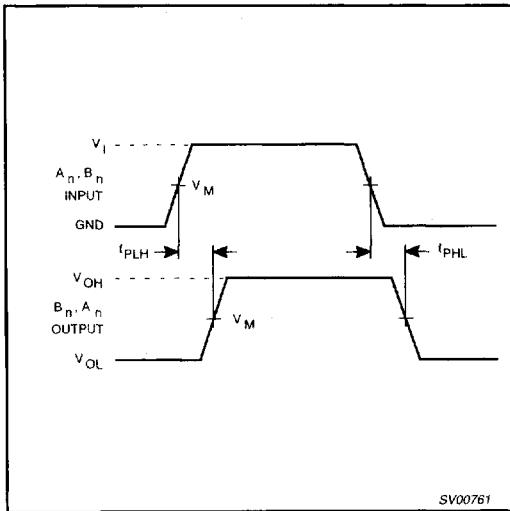 V_I
A_n, B_n
INPUT
V_M
GND
t_PLH
t_PHL
V_OH
B_n, A_n
OUTPUT
V_M
V_OL
SV00761